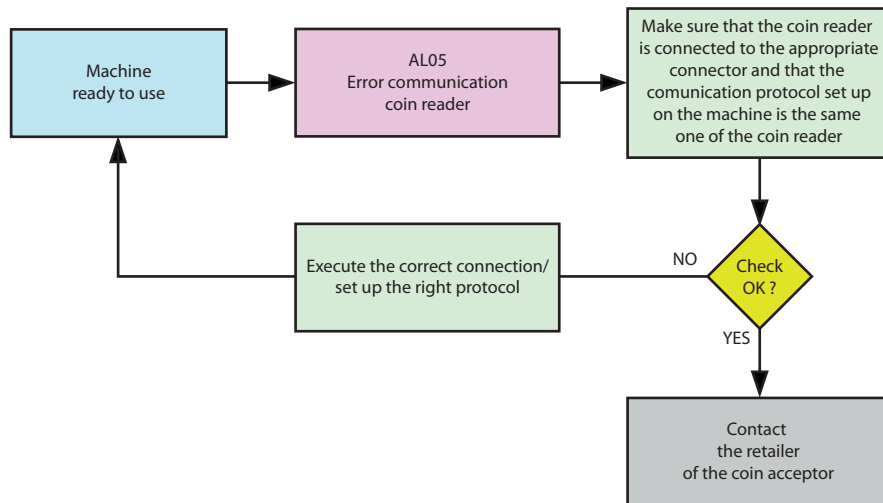 Machine
ready to use
AL05
Error communication
coin reader
Make sure that the coin reader
is connected to the appropriate
connector and that the
comunication protocol set up
on the machine is the same
one of the coin reader
Execute the correct connection/
set up the right protocol
NO
Check
OK ?
YES
Contact
the retailer
of the coin acceptor